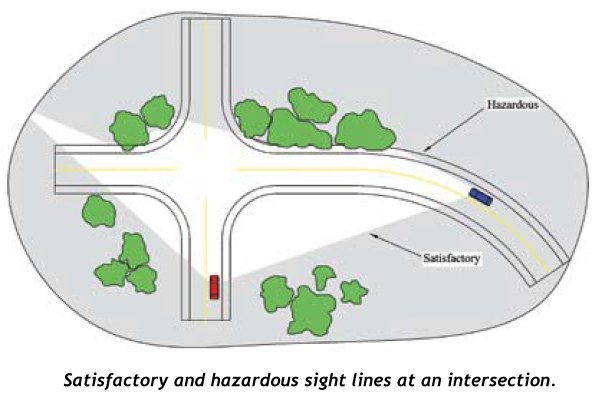 Hazardous
Satisfactory
Satisfactory and hazardous sight lines at an intersection.